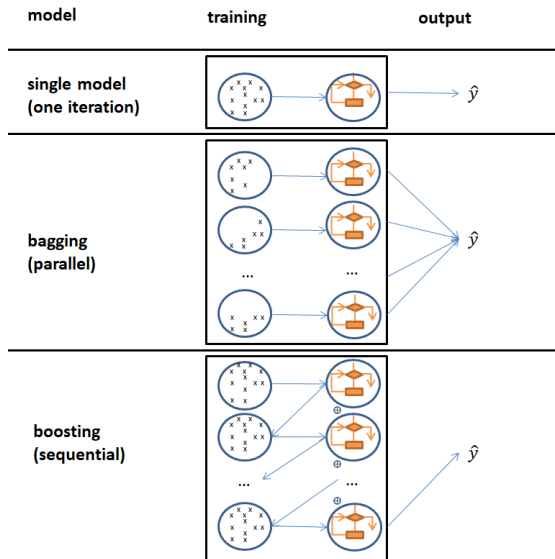 model training output
single model
(one iteration)
ŷ
bagging
(parallel)
... ...
ŷ
boosting
(sequential)
⊕
⊕
... ...
⊕
ŷ